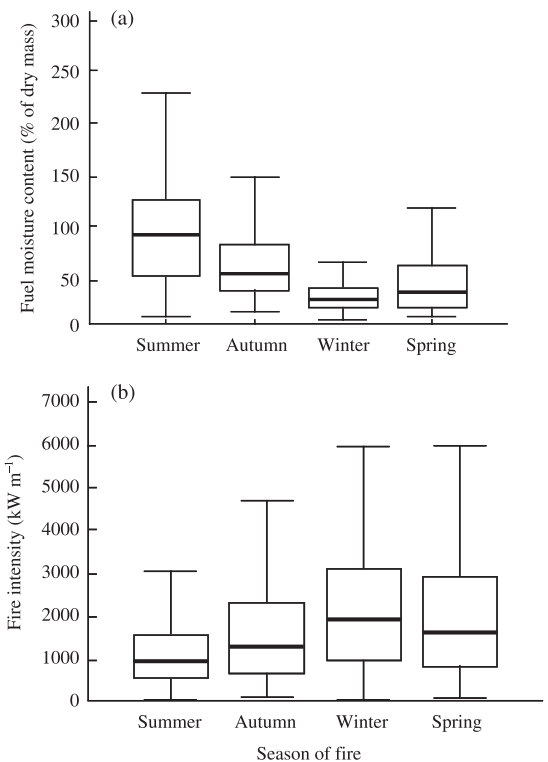 (a)
Fuel moisture content (% of dry mass)
300
250
200
150
100
50
0
Summer Autumn Winter Spring
(b)
Fire intensity (kW m⁻¹)
7000
6000
5000
4000
3000
2000
1000
0
Summer Autumn Winter Spring
Season of fire